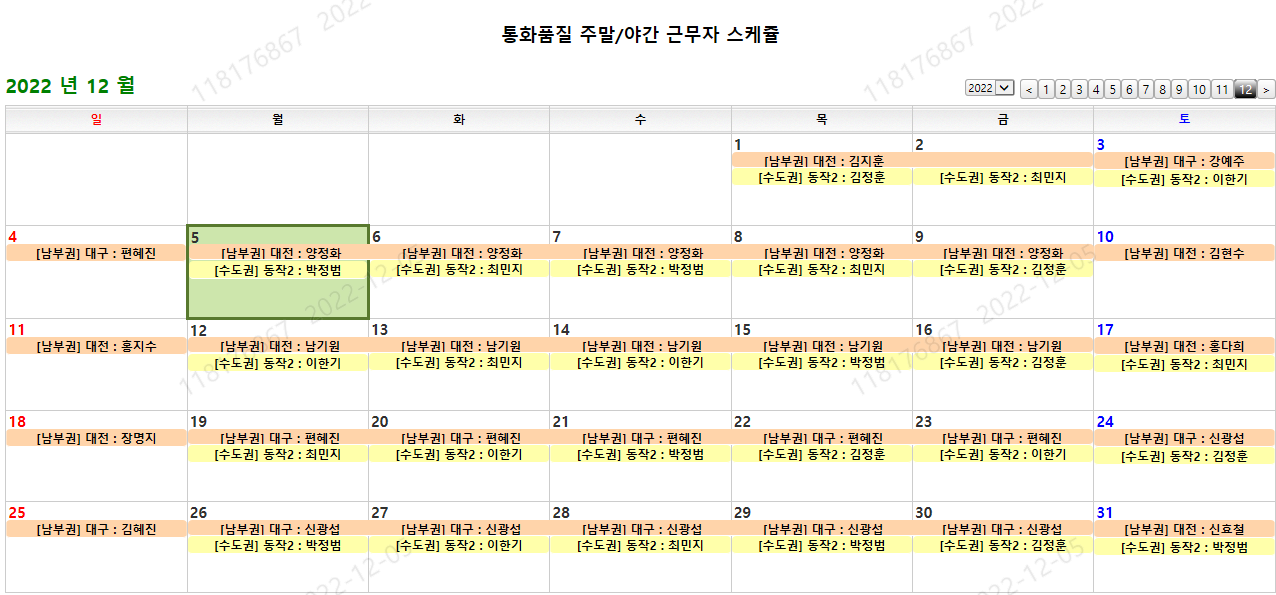 통화품질 주말/야간 근무자 스케쥴
2022 년 12 월
2022 < 1 2 3 4 5 6 7 8 9 10 11 12 >
일 월 화 수 목 금 토
1 2 3
[남부권] 대전 : 김지훈 [남부권] 대구 : 강예주
[수도권] 동작2 : 김정훈 [수도권] 동작2 : 최민지 [수도권] 동작2 : 이한기
4 5 6 7 8 9 10
[남부권] 대구 : 편혜진 [남부권] 대전 : 양정화 [남부권] 대전 : 양정화 [남부권] 대전 : 양정화 [남부권] 대전 : 양정화 [남부권] 대전 : 양정화 [남부권] 대전 : 김현수
[수도권] 동작2 : 박정범 [수도권] 동작2 : 최민지 [수도권] 동작2 : 박정범 [수도권] 동작2 : 최민지 [수도권] 동작2 : 김정훈
11 12 13 14 15 16 17
[남부권] 대전 : 홍지수 [남부권] 대전 : 남기원 [남부권] 대전 : 남기원 [남부권] 대전 : 남기원 [남부권] 대전 : 남기원 [남부권] 대전 : 남기원 [남부권] 대전 : 홍다희
[수도권] 동작2 : 이한기 [수도권] 동작2 : 최민지 [수도권] 동작2 : 이한기 [수도권] 동작2 : 박정범 [수도권] 동작2 : 김정훈 [수도권] 동작2 : 최민지
18 19 20 21 22 23 24
[남부권] 대전 : 장명지 [남부권] 대구 : 편혜진 [남부권] 대구 : 편혜진 [남부권] 대구 : 편혜진 [남부권] 대구 : 편혜진 [남부권] 대구 : 편혜진 [남부권] 대구 : 신광섭
[수도권] 동작2 : 최민지 [수도권] 동작2 : 이한기 [수도권] 동작2 : 박정범 [수도권] 동작2 : 김정훈 [수도권] 동작2 : 이한기 [수도권] 동작2 : 김정훈
25 26 27 28 29 30 31
[남부권] 대구 : 김혜진 [남부권] 대구 : 신광섭 [남부권] 대구 : 신광섭 [남부권] 대구 : 신광섭 [남부권] 대구 : 신광섭 [남부권] 대구 : 신광섭 [남부권] 대전 : 신효철
[수도권] 동작2 : 박정범 [수도권] 동작2 : 이한기 [수도권] 동작2 : 최민지 [수도권] 동작2 : 박정범 [수도권] 동작2 : 김정훈 [수도권] 동작2 : 박정범
118176867 2022
118176867 2022
118176867 2022-12-05
118176867 2022-12-05
2022-12-05
2022-12-05